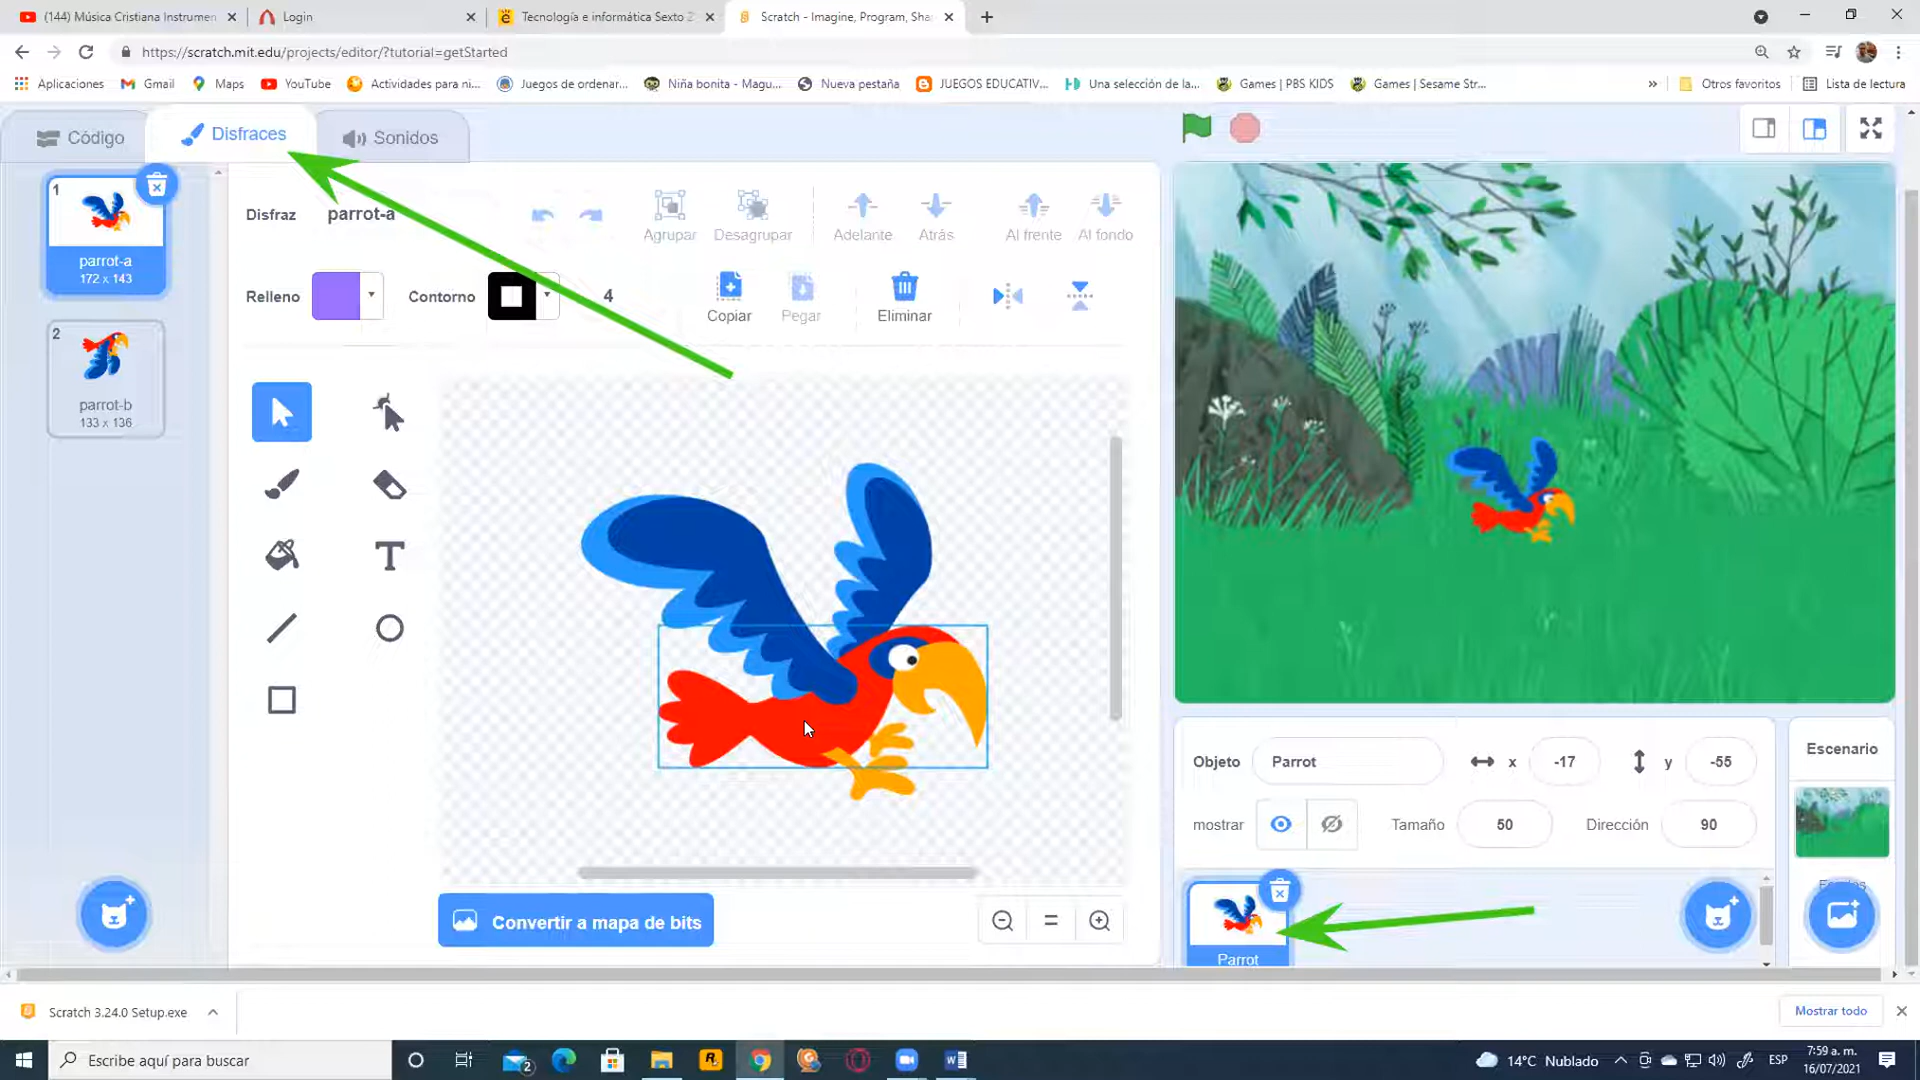 (144) Música Cristiana Instrumen
Login
Tecnología e informática Sexto 2
Scratch - Imagine, Program, Sha
https://scratch.mit.edu/projects/editor/?tutorial=getStarted
Aplicaciones
Gmail
Maps
YouTube
Actividades para ni...
Juegos de ordenar...
Niña bonita - Magu...
Nueva pestaña
JUEGOS EDUCATIV...
Una selección de la...
Games | PBS KIDS
Games | Sesame Str...
»
Otros favoritos
Lista de lectura
Código
Disfraces
Sonidos
1
parrot-a
172 x 143
2
parrot-b
133 x 136
Disfraz
parrot-a
Agrupar
Desagrupar
Adelante
Atrás
Al frente
Al fondo
Relleno
Contorno
4
Copiar
Pegar
Eliminar
T
Convertir a mapa de bits
Objeto
Parrot
x
-17
y
-55
mostrar
Tamaño
50
Dirección
90
Parrot
Escenario
Scratch 3.24.0 Setup.exe
Mostrar todo
Escribe aquí para buscar
2
R
14°C Nublado
ESP
7:59 a. m.
16/07/2021